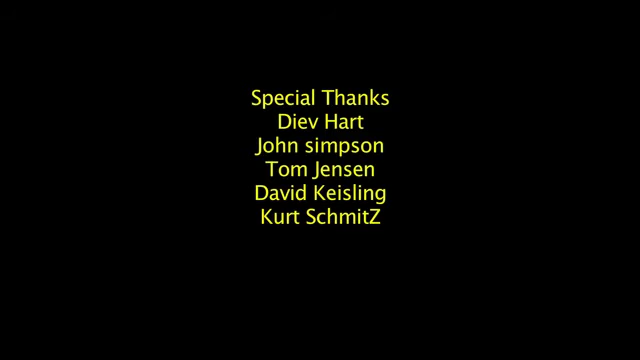 Special Thanks
Diev Hart
John simpson
Tom Jensen
David Keisling
Kurt SchmitZ